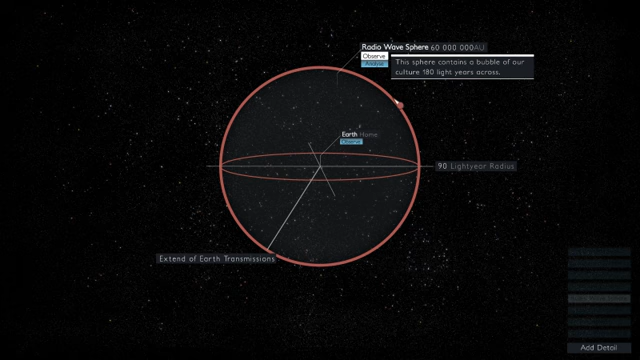 Radio Wave Sphere 60 000 000AU
Observe
Analyse
This sphere contains a bubble of our
culture 180 light years across.
Earth Home
Observe
90 Lightyear Radius
Extend of Earth Transmissions
Add Detail